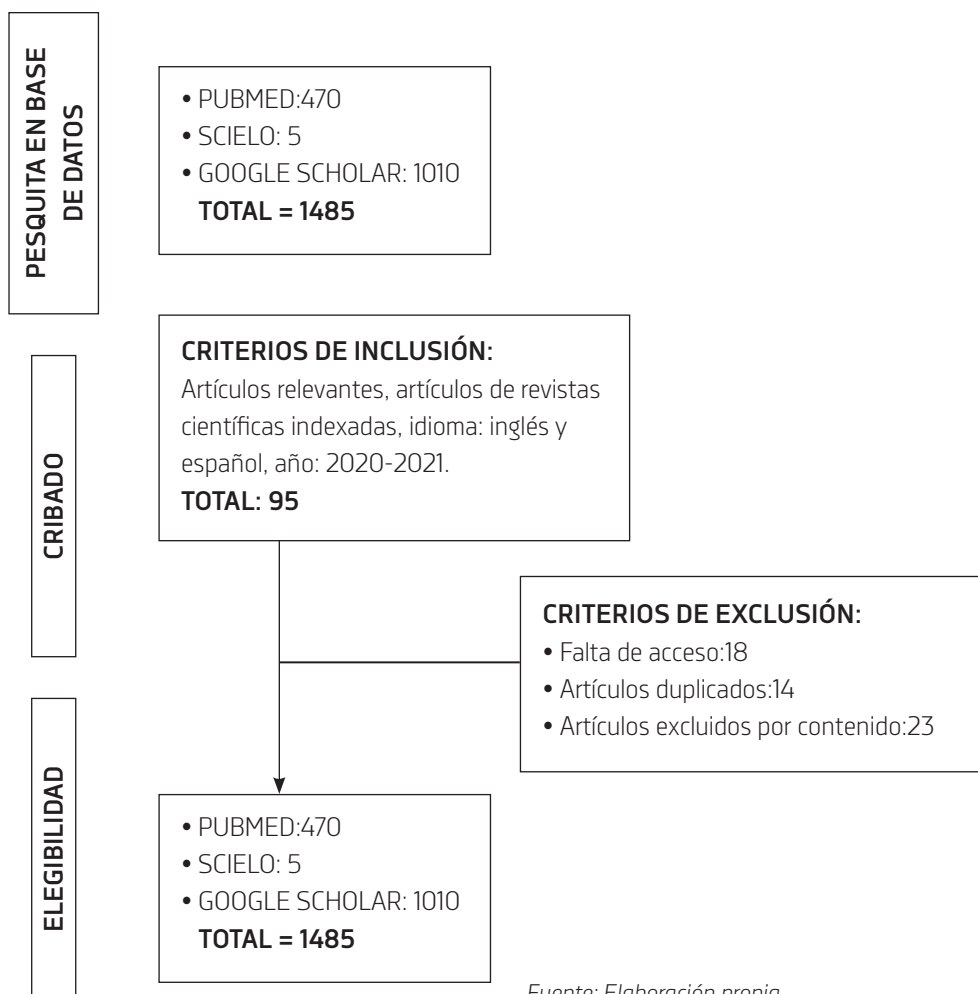 PESQUITA EN BASE
DE DATOS
• PUBMED:470
• SCIELO: 5
• GOOGLE SCHOLAR: 1010
TOTAL = 1485
CRIBADO
CRITERIOS DE INCLUSIÓN:
Artículos relevantes, artículos de revistas
científicas indexadas, idioma: inglés y
español, año: 2020-2021.
TOTAL: 95
CRITERIOS DE EXCLUSIÓN:
• Falta de acceso:18
• Artículos duplicados:14
• Artículos excluidos por contenido:23
ELEGIBILIDAD
• PUBMED:470
• SCIELO: 5
• GOOGLE SCHOLAR: 1010
TOTAL = 1485
Fuente: Elaboración propia